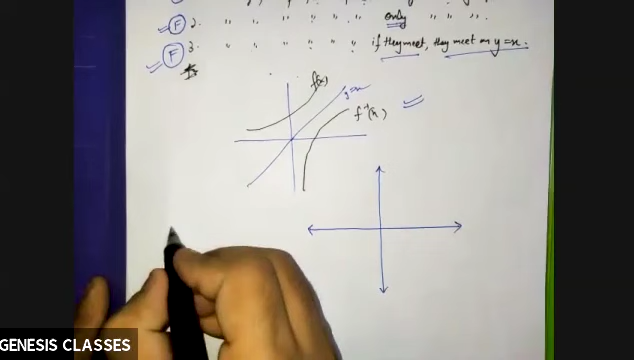 F 2. " " " " " only " " ".
F 3. " " " " " if they meet, they meet on y=x.
f(x)
y=x
f⁻¹(x)
GENESIS CLASSES